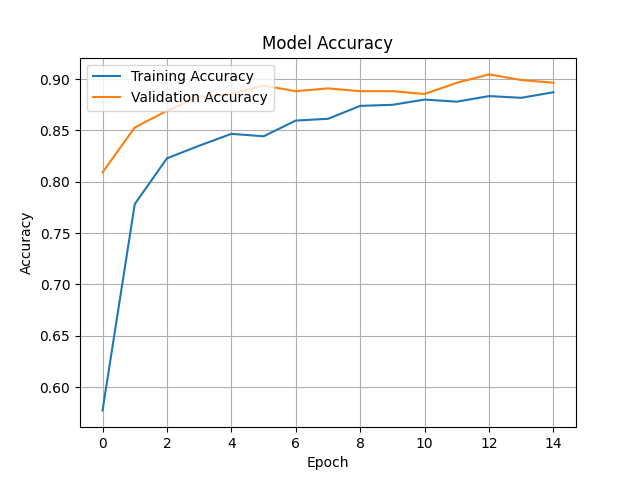 Model Accuracy
Training Accuracy
Validation Accuracy
0.90
0.85
0.80
0.75
0.70
0.65
0.60
Accuracy
0 2 4 6 8 10 12 14
Epoch